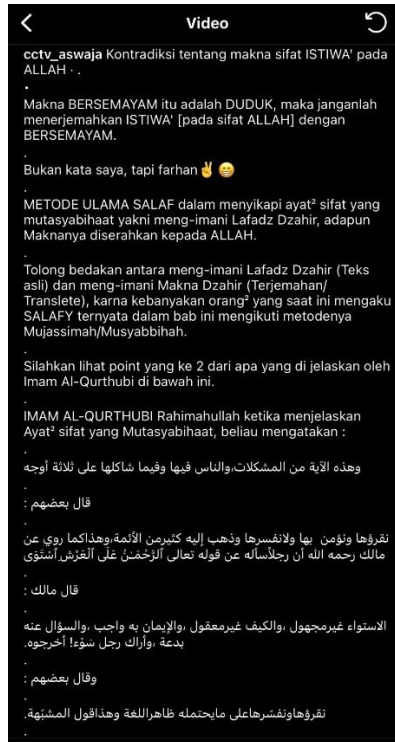 Video
cctv_aswaja Kontradiksi tentang makna sifat ISTIWA' pada
ALLAH · .
.
Makna BERSEMAYAM itu adalah DUDUK, maka janganlah
menerjemahkan ISTIWA' [pada sifat ALLAH] dengan
BERSEMAYAM.
.
Bukan kata saya, tapi farhan✌😁
.
METODE ULAMA SALAF dalam menyikapi ayat² sifat yang
mutasyabihaat yakni meng-imani Lafadz Dzahir, adapun
Maknanya diserahkan kepada ALLAH.
.
Tolong bedakan antara meng-imani Lafadz Dzahir (Teks
asli) dan meng-imani Makna Dzahir (Terjemahan/
Translete), karna kebanyakan orang² yang saat ini mengaku
SALAFY ternyata dalam bab ini mengikuti metodenya
Mujassimah/Musyabbihah.
.
Silahkan lihat point yang ke 2 dari apa yang di jelaskan oleh
Imam Al-Qurthubi di bawah ini.
.
IMAM AL-QURTHUBI Rahimahullah ketika menjelaskan
Ayat² sifat yang Mutasyabihaat, beliau mengatakan :
.
وهذه الآية من المشكلات،والناس فيها وفيما شاكلها على ثلاثة أوجه
.
قال بعضهم :
.
نقرؤها ونؤمن بها ولانفسرها وذهب إليه كثيرمن الأئمة،وهذاكما روي عن
مالك رحمه الله أن رجلاًسأله عن قوله تعالى ٱلرَّحْمَـٰنُ عَلَى ٱلْعَرْشِ ٱسْتَوَى
.
قال مالك :
.
الاستواء غيرمجهول ،والكيف غيرمعقول ،والإيمان به واجب ،والسؤال عنه
بدعة ،وأراك رجل سَوْء! أخرجوه.
.
وقال بعضهم :
.
نقرؤهاونفسّرهاعلى مايحتمله ظاهراللغة وهذاقول المشبّهة.
.